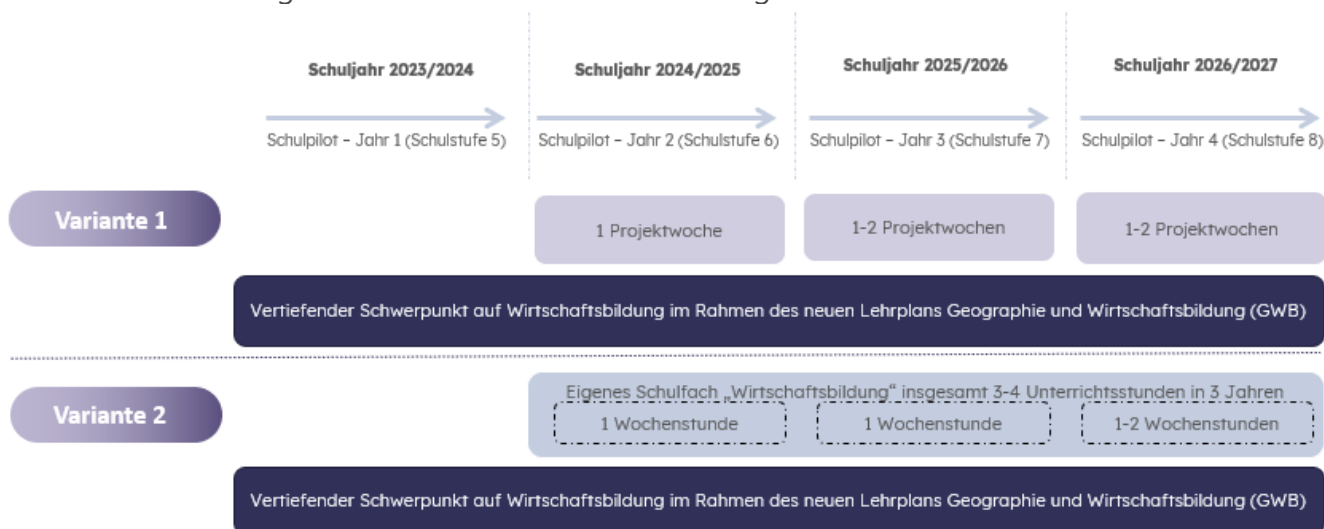 Schuljahr 2023/2024
Schuljahr 2024/2025
Schuljahr 2025/2026
Schuljahr 2026/2027
Schulpilot – Jahr 1 (Schulstufe 5)
Schulpilot – Jahr 2 (Schulstufe 6)
Schulpilot – Jahr 3 (Schulstufe 7)
Schulpilot – Jahr 4 (Schulstufe 8)
Variante 1
1 Projektwoche
1-2 Projektwochen
1-2 Projektwochen
Vertiefender Schwerpunkt auf Wirtschaftsbildung im Rahmen des neuen Lehrplans Geographie und Wirtschaftsbildung (GWB)
Variante 2
Eigenes Schulfach „Wirtschaftsbildung“ insgesamt 3-4 Unterrichtsstunden in 3 Jahren
1 Wochenstunde
1 Wochenstunde
1-2 Wochenstunden
Vertiefender Schwerpunkt auf Wirtschaftsbildung im Rahmen des neuen Lehrplans Geographie und Wirtschaftsbildung (GWB)